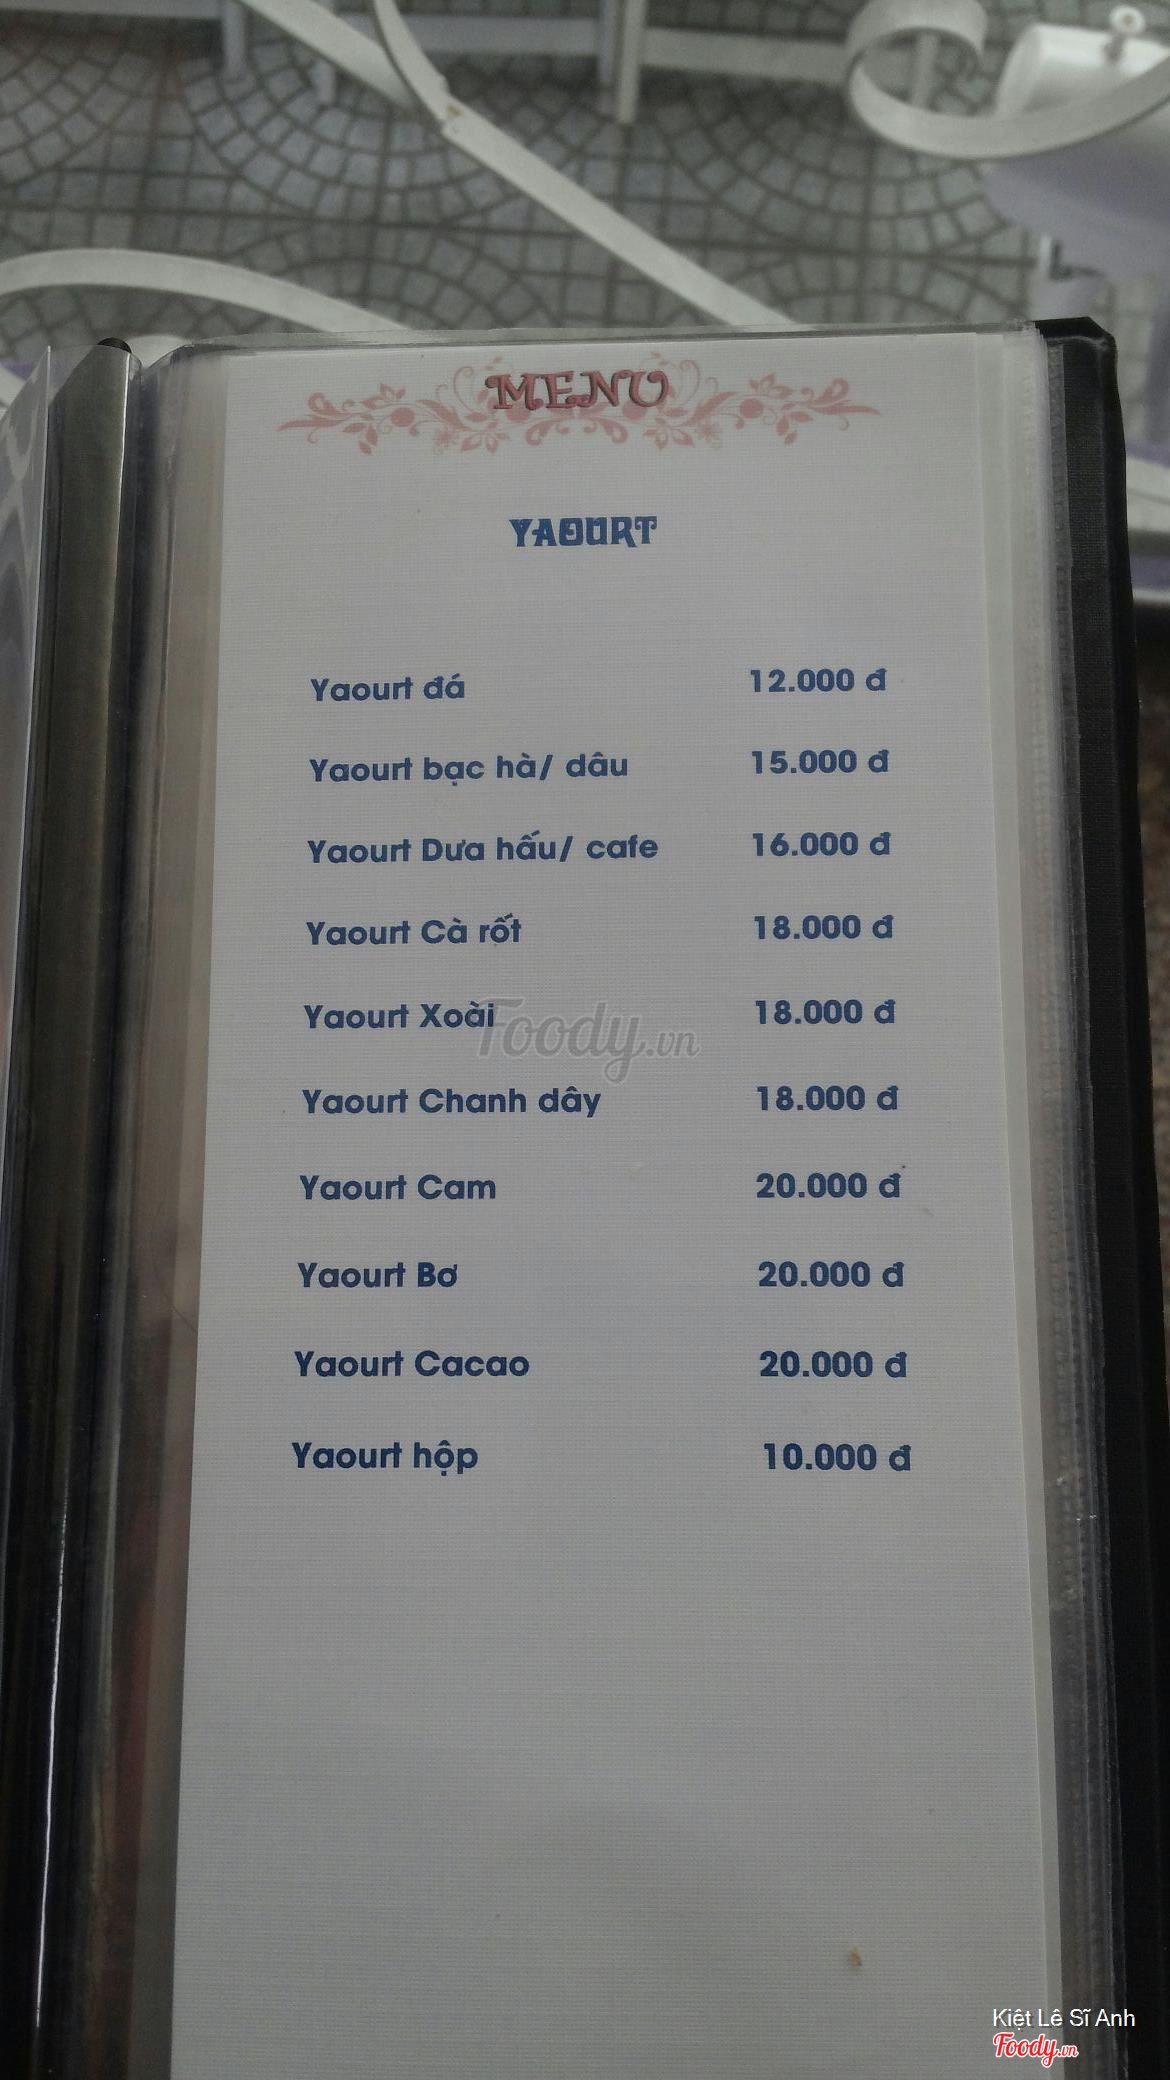 MENU
YAOURT
Yaourt đá 12.000 đ
Yaourt bạc hà/ dâu 15.000 đ
Yaourt Dưa hấu/ cafe 16.000 đ
Yaourt Cà rốt 18.000 đ
Yaourt Xoài 18.000 đ
Foody.vn
Yaourt Chanh dây 18.000 đ
Yaourt Cam 20.000 đ
Yaourt Bơ 20.000 đ
Yaourt Cacao 20.000 đ
Yaourt hộp 10.000 đ
Kiệt Lê Sĩ Anh
Foody.vn